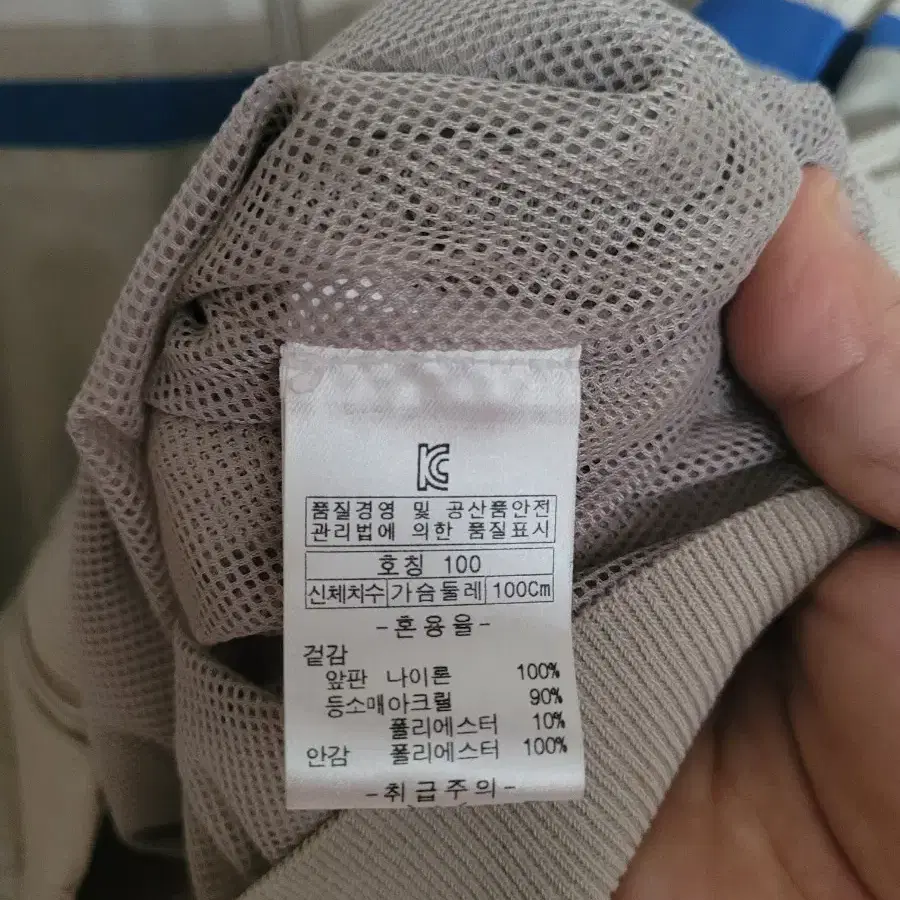 KC
품질경영 및 공산품안전
관리법에 의한 품질표시
호칭 100
신체치수 가슴둘레 100Cm
-혼용율-
겉감
앞판 나이론 100%
등소매아크릴 90%
폴리에스터 10%
안감 폴리에스터 100%
-취급주의-